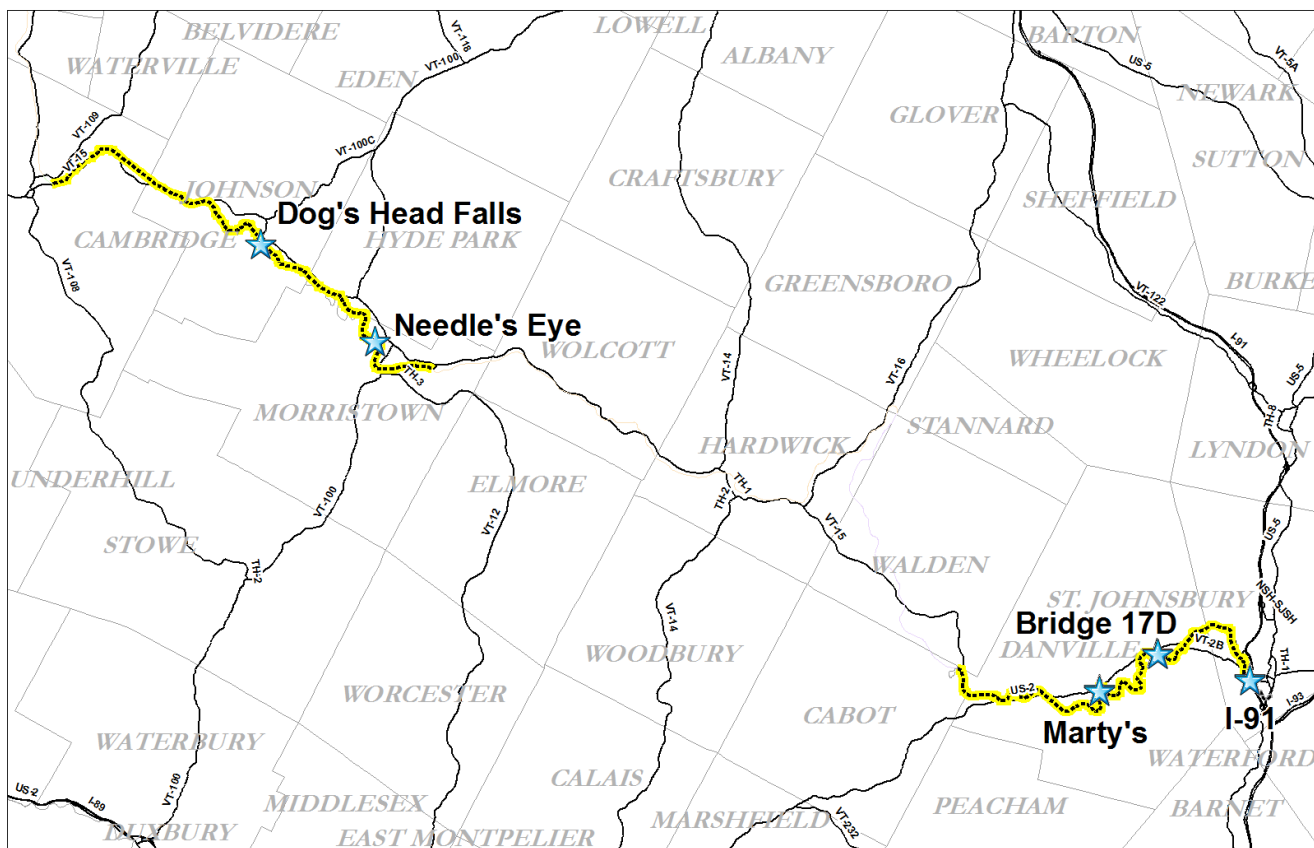 LOWELL
BELVIDERE
BARTON
VT-118
ALBANY
US-5
VT-5A
WATERVILLE
EDEN
VT-100
NEWARK
GLOVER
VT-109
VT-100C
SUTTON
VT-15
JOHNSON
CRAFTSBURY
SHEFFIELD
Dog's Head Falls
CAMBRIDGE
HYDE PARK
VT-108
GREENSBORO
BURKE
VT-122
Needle's Eye
I-91
WOLCOTT
VT-14
WHEELOCK
US-5
VT-16
TH-3
MORRISTOWN
TH-8
STANNARD
HARDWICK
LYNDON
UNDERHILL
ELMORE
TH-1
TH-2
VT-100
VT-12
VT-15
US-5
STOWE
WALDEN
TH-2
NSH-SJSH
ST. JOHNSBURY
VT-14
Bridge 17D
VT-2B
WOODBURY
DANVILLE
TH-1
US-2
WORCESTER
CABOT
I-93
I-91
Marty's
WATERBURY
WATERFORD
VT-100
CALAIS
US-2
I-89
MIDDLESEX
PEACHAM
BARNET
DUXBURY
EAST MONTPELIER
MARSHFIELD
VT-232